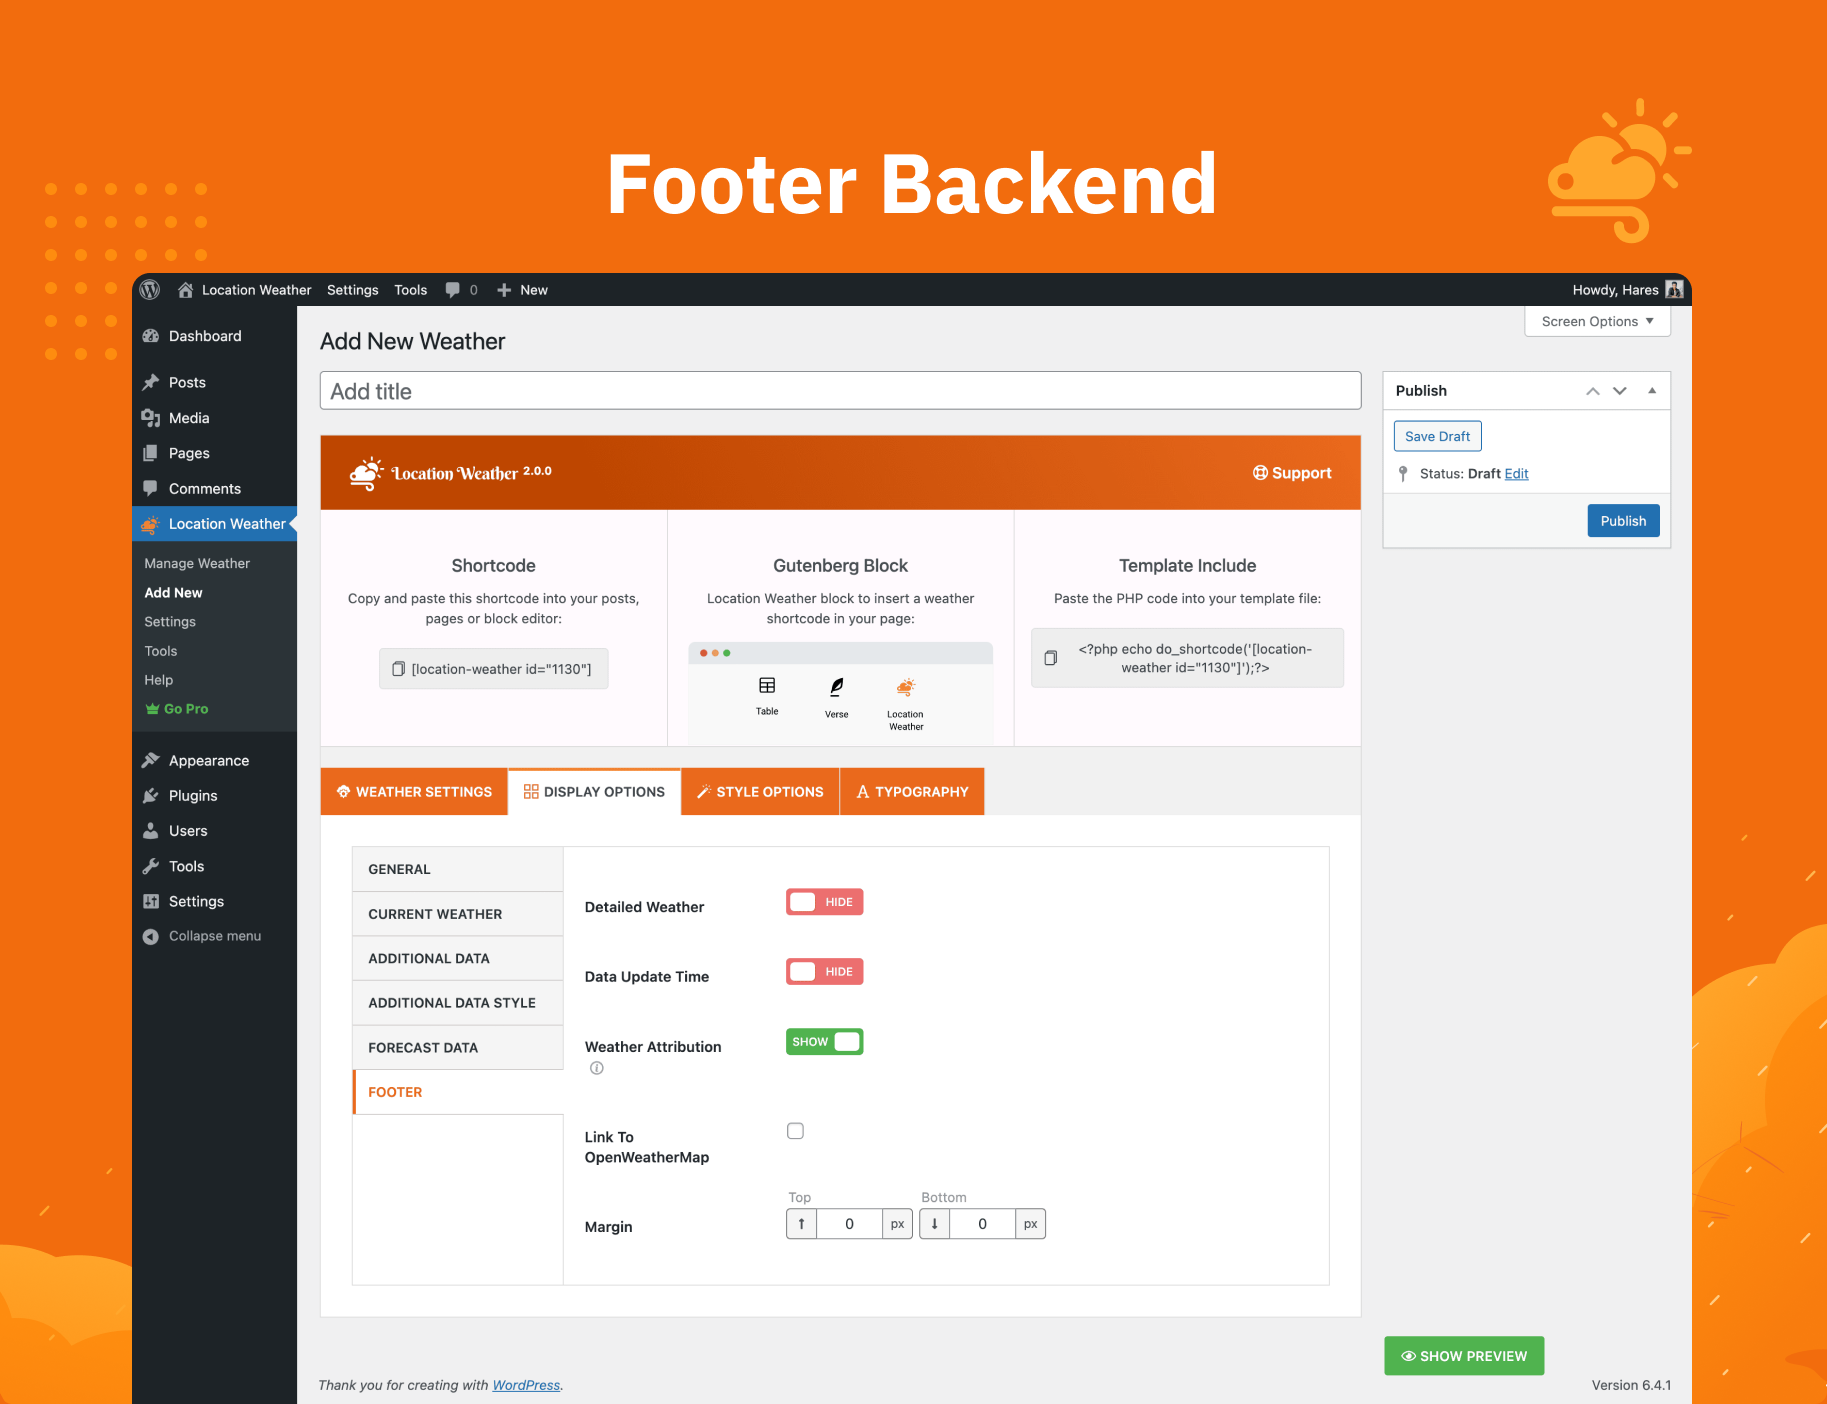 Footer Backend
Location Weather Settings Tools 0 New
Howdy, Hares
Screen Options
Dashboard
Posts
Media
Pages
Comments
Location Weather
Manage Weather
Add New
Settings
Tools
Help
Go Pro
Appearance
Plugins
Users
Tools
Settings
Collapse menu
Add New Weather
Add title
Location Weather 2.0.0
Support
Shortcode
Copy and paste this shortcode into your posts,
pages or block editor:
[location-weather id="1130"]
Gutenberg Block
Location Weather block to insert a weather
shortcode in your page:
Table
Verse
Location
Weather
Template Include
Paste the PHP code into your template file:
<?php echo do_shortcode('[location-
weather id="1130"]');?>
Publish
Save Draft
Status: Draft Edit
Publish
WEATHER SETTINGS
DISPLAY OPTIONS
STYLE OPTIONS
TYPOGRAPHY
GENERAL
CURRENT WEATHER
ADDITIONAL DATA
ADDITIONAL DATA STYLE
FORECAST DATA
FOOTER
Detailed Weather
HIDE
Data Update Time
HIDE
Weather Attribution
SHOW
Link To
OpenWeatherMap
Margin
Top
0 px
Bottom
0 px
SHOW PREVIEW
Thank you for creating with WordPress.
Version 6.4.1